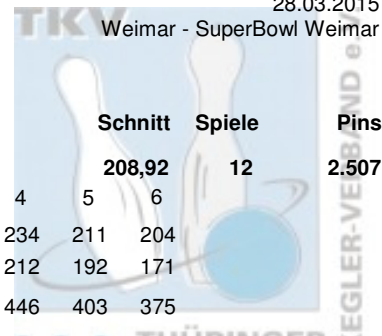 28.03.2015
TKV
Weimar - SuperBowl Weimar
Schnitt Spiele Pins
208,92 12 2.507
4 5 6
234 211 204
212 192 171
446 403 375
THÜRINGER
EGLER-VERBAND e.V